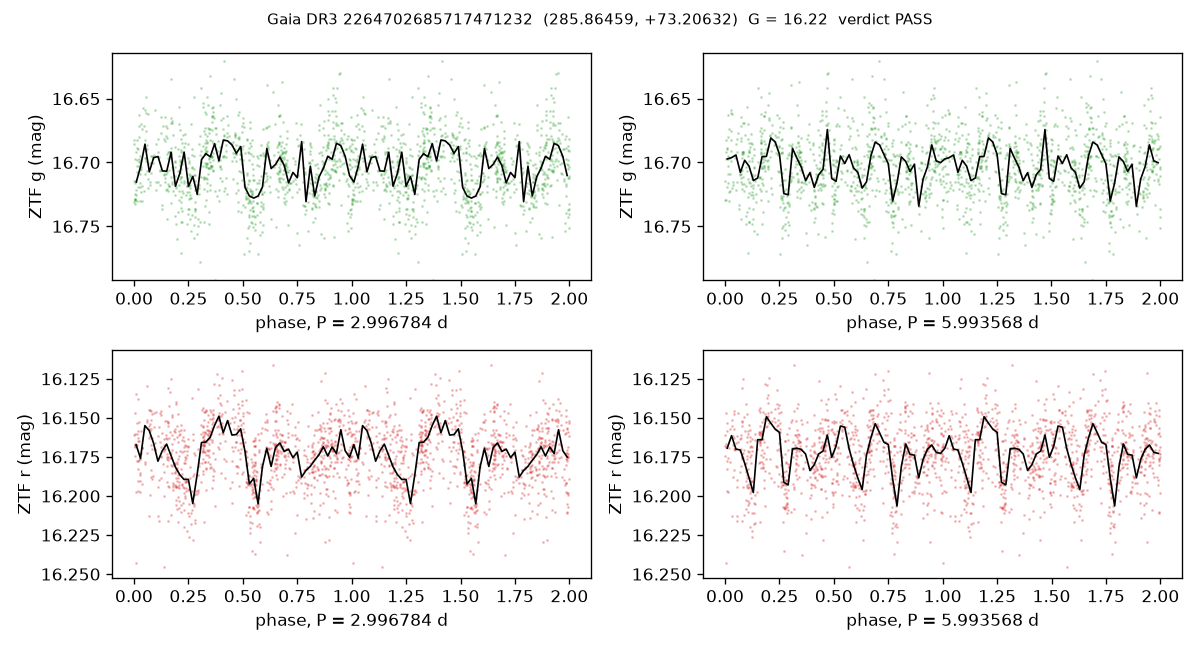 Gaia DR3 2264702685717471232 (285.86459, +73.20632) G = 16.22 verdict PASS
ZTF g (mag)
16.65
16.70
16.75
0.00 0.25 0.50 0.75 1.00 1.25 1.50 1.75 2.00
phase, P = 2.996784 d
ZTF g (mag)
16.65
16.70
16.75
0.00 0.25 0.50 0.75 1.00 1.25 1.50 1.75 2.00
phase, P = 5.993568 d
ZTF r (mag)
16.125
16.150
16.175
16.200
16.225
16.250
0.00 0.25 0.50 0.75 1.00 1.25 1.50 1.75 2.00
phase, P = 2.996784 d
ZTF r (mag)
16.125
16.150
16.175
16.200
16.225
16.250
0.00 0.25 0.50 0.75 1.00 1.25 1.50 1.75 2.00
phase, P = 5.993568 d